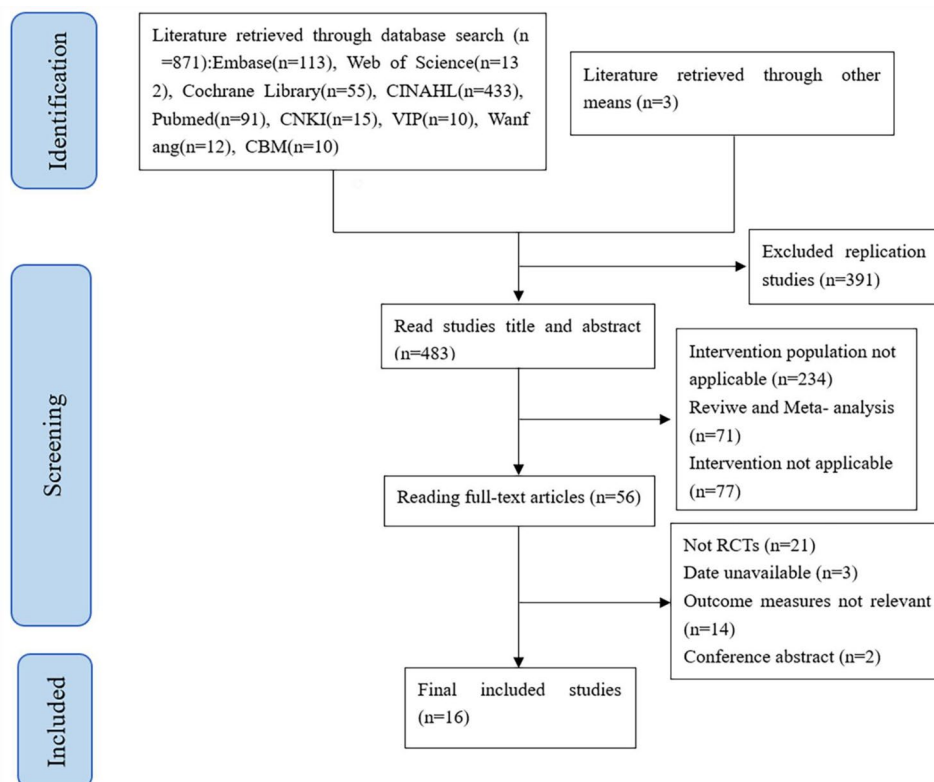 Identification
Literature retrieved through database search (n
=871):Embase(n=113), Web of Science(n=13
2), Cochrane Library(n=55), CINAHL(n=433),
Pubmed(n=91), CNKI(n=15), VIP(n=10), Wanf
ang(n=12), CBM(n=10)
Literature retrieved through other
means (n=3)
Excluded replication
studies (n=391)
Screening
Read studies title and abstract
(n=483)
Intervention population not
applicable (n=234)
Reviwe and Meta- analysis
(n=71)
Intervention not applicable
(n=77)
Reading full-text articles (n=56)
Not RCTs (n=21)
Date unavailable (n=3)
Outcome measures not relevant
(n=14)
Conference abstract (n=2)
Included
Final included studies
(n=16)